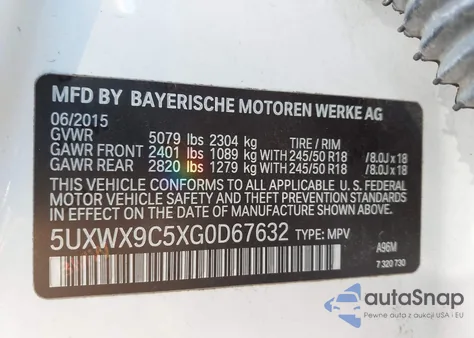 MFD BY BAYERISCHE MOTOREN WERKE AG
06/2015
GVWR 5079 lbs 2304 kg TIRE / RIM
GAWR FRONT 2401 lbs 1089 kg WITH 245/50 R18 /8.0J x 18
GAWR REAR 2820 lbs 1279 kg WITH 245/50 R18 /8.0J x 18
THIS VEHICLE CONFORMS TO ALL APPLICABLE
U.S. FEDERAL MOTOR VEHICLE SAFETY AND THEFT
PREVENTION STANDARDS IN EFFECT ON THE
DATE OF MANUFACTURE SHOWN ABOVE.
5UXWX9C5XG0D67632 TYPE: MPV
A96M
7 320 730
autoSnap
Pewne auta z aukcji USA i EU